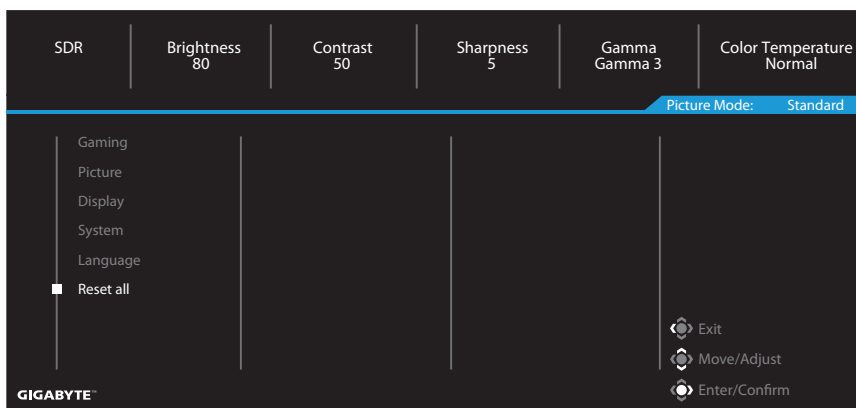 SDR
Brightness
80
Contrast
50
Sharpness
5
Gamma
Gamma 3
Color Temperature
Normal
Picture Mode: Standard
Gaming
Picture
Display
System
Language
Reset all
Exit
Move/Adjust
Enter/Confirm
GIGABYTE™